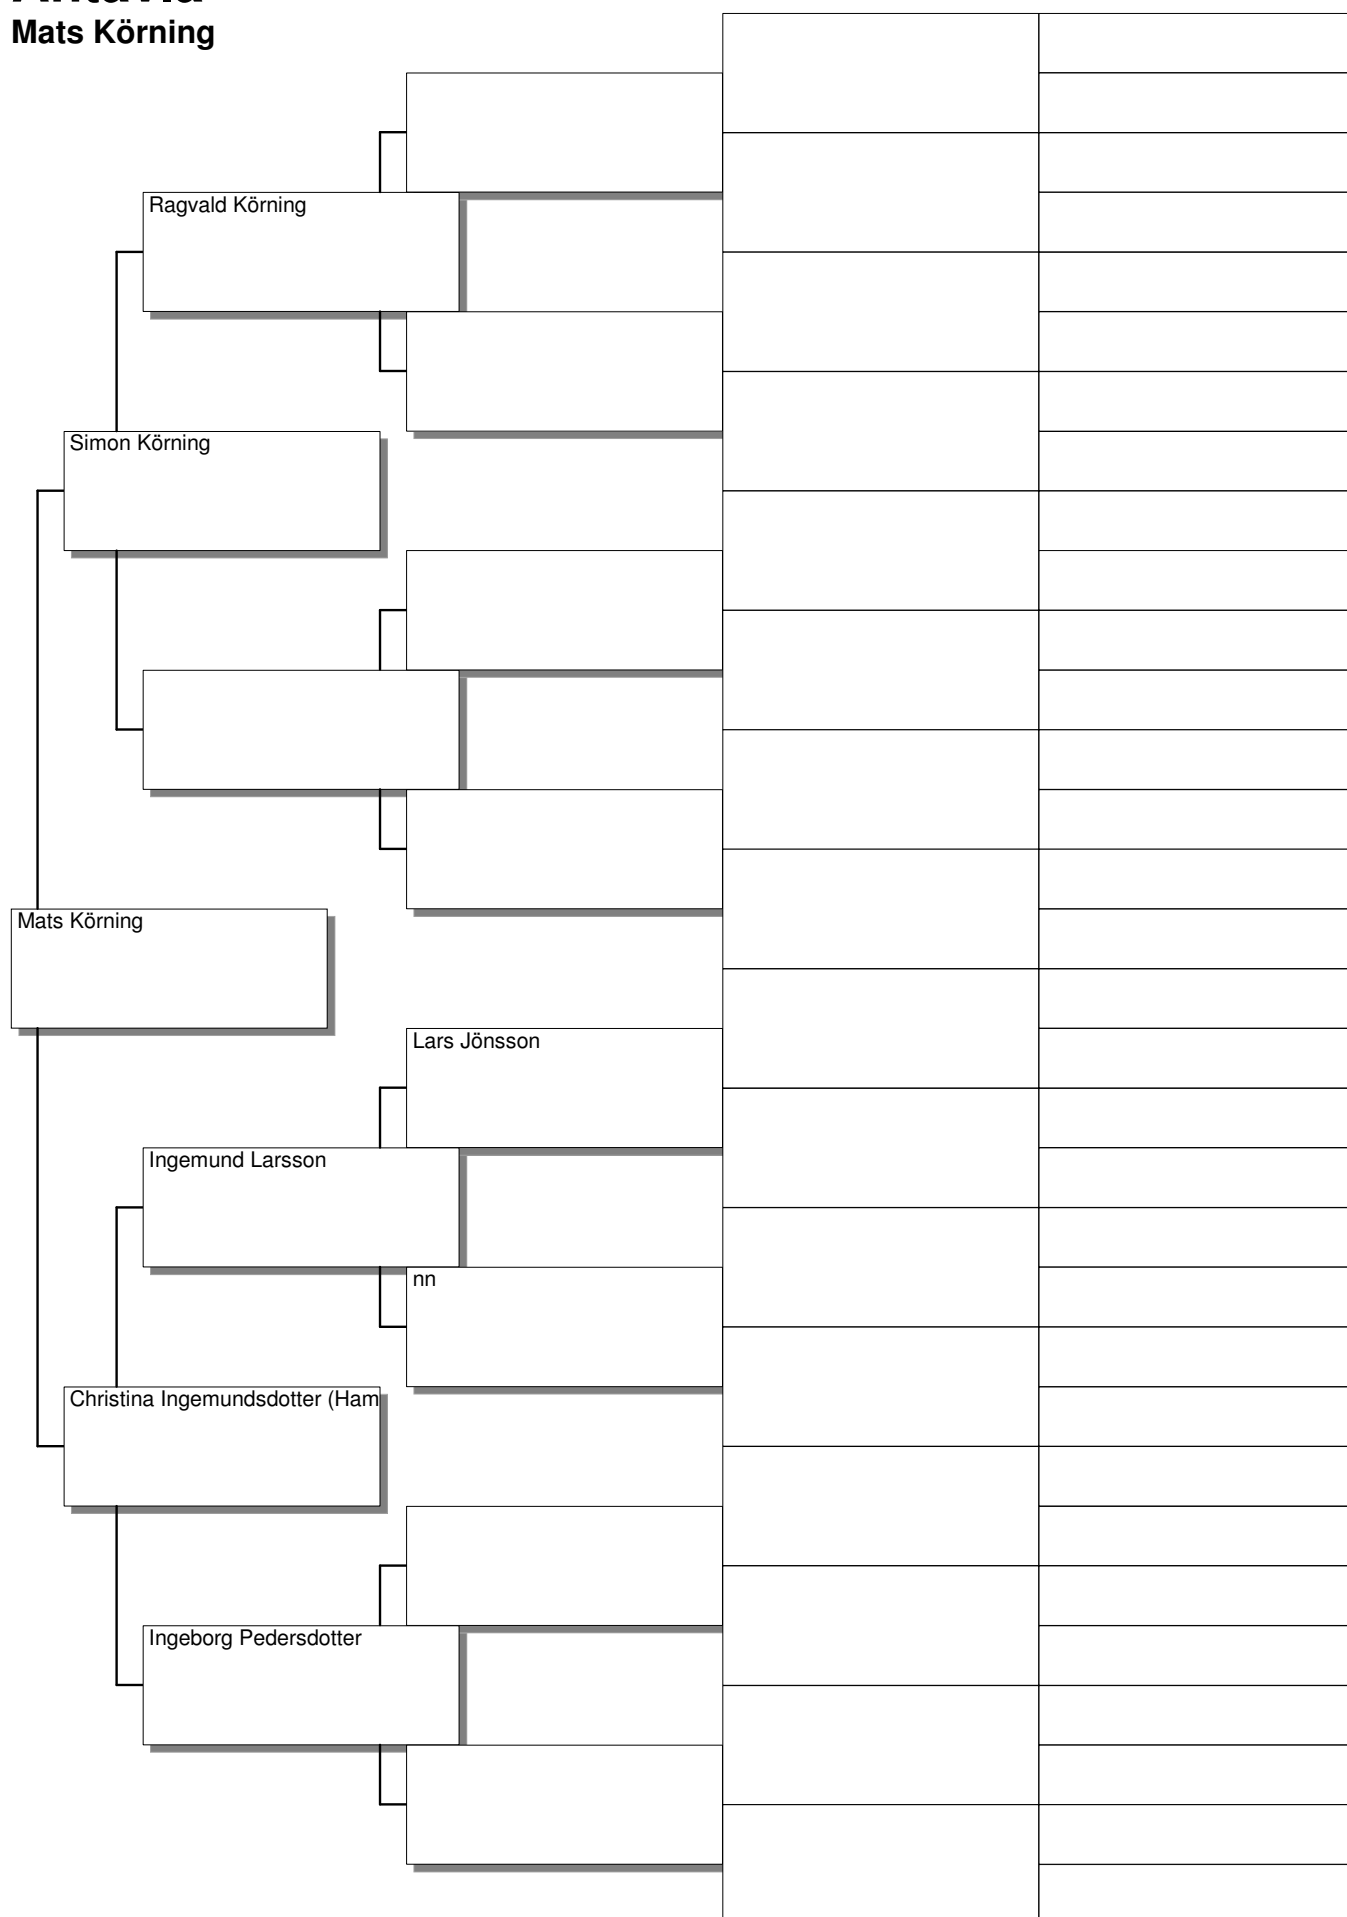 Mats Körning
Ragvald Körning
Simon Körning
Mats Körning
Lars Jönsson
Ingemund Larsson
nn
Christina Ingemundsdotter (Ham
Ingeborg Pedersdotter